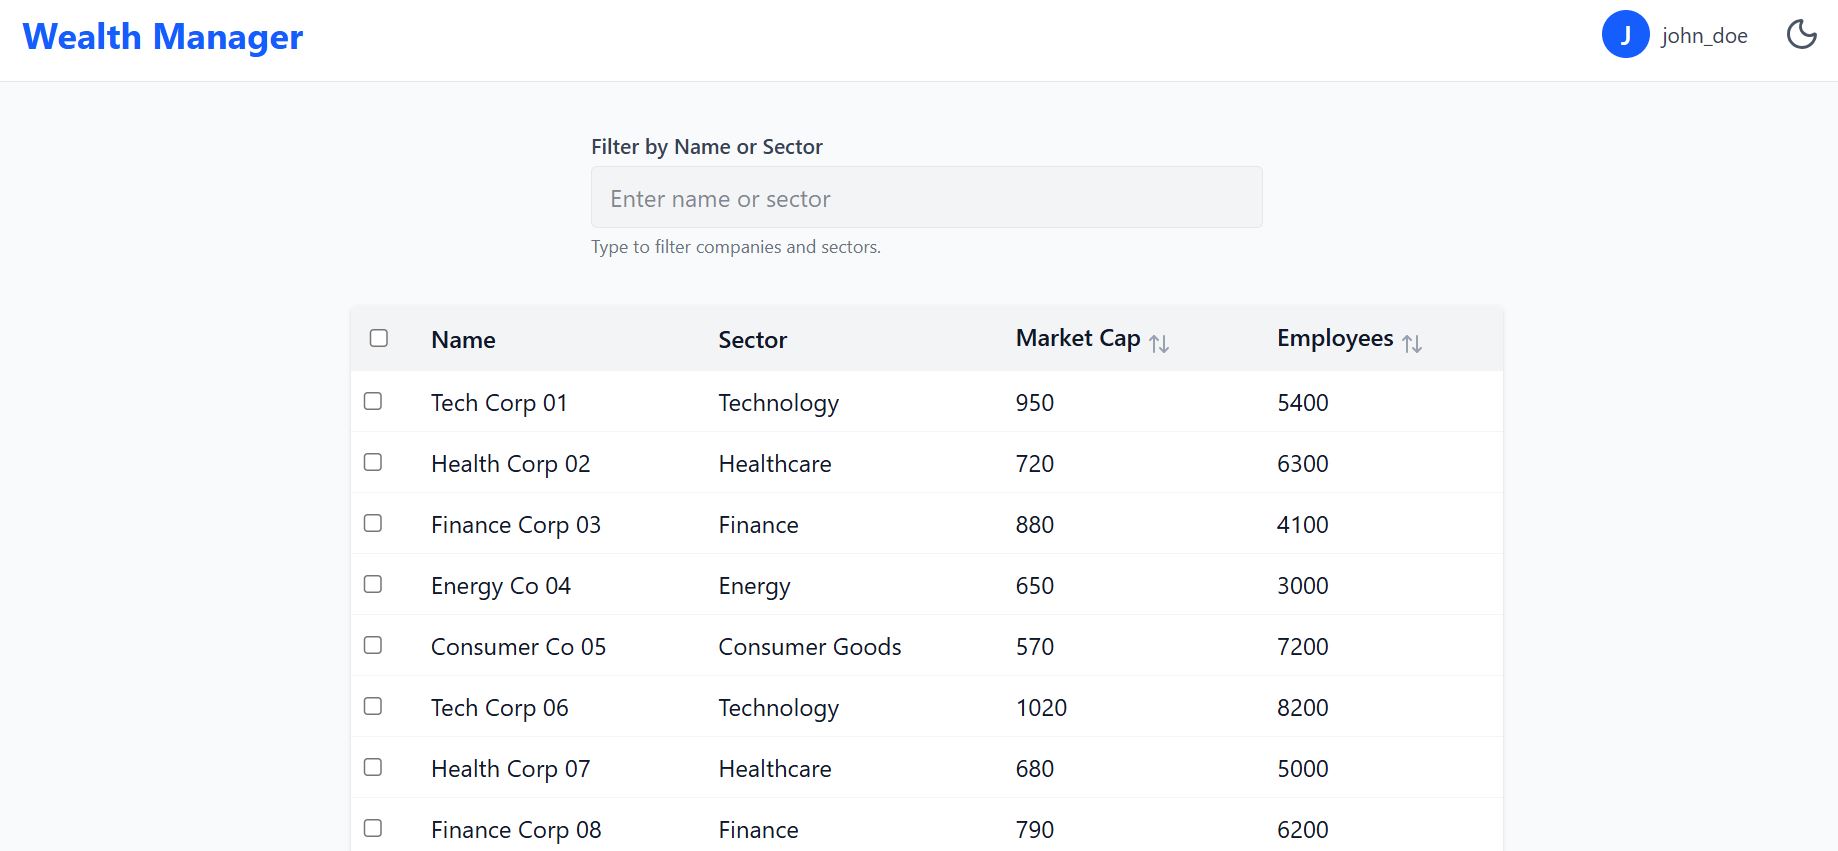 Wealth Manager
J john_doe
Filter by Name or Sector
Enter name or sector
Type to filter companies and sectors.
Name Sector Market Cap Employees
Tech Corp 01 Technology 950 5400
Health Corp 02 Healthcare 720 6300
Finance Corp 03 Finance 880 4100
Energy Co 04 Energy 650 3000
Consumer Co 05 Consumer Goods 570 7200
Tech Corp 06 Technology 1020 8200
Health Corp 07 Healthcare 680 5000
Finance Corp 08 Finance 790 6200